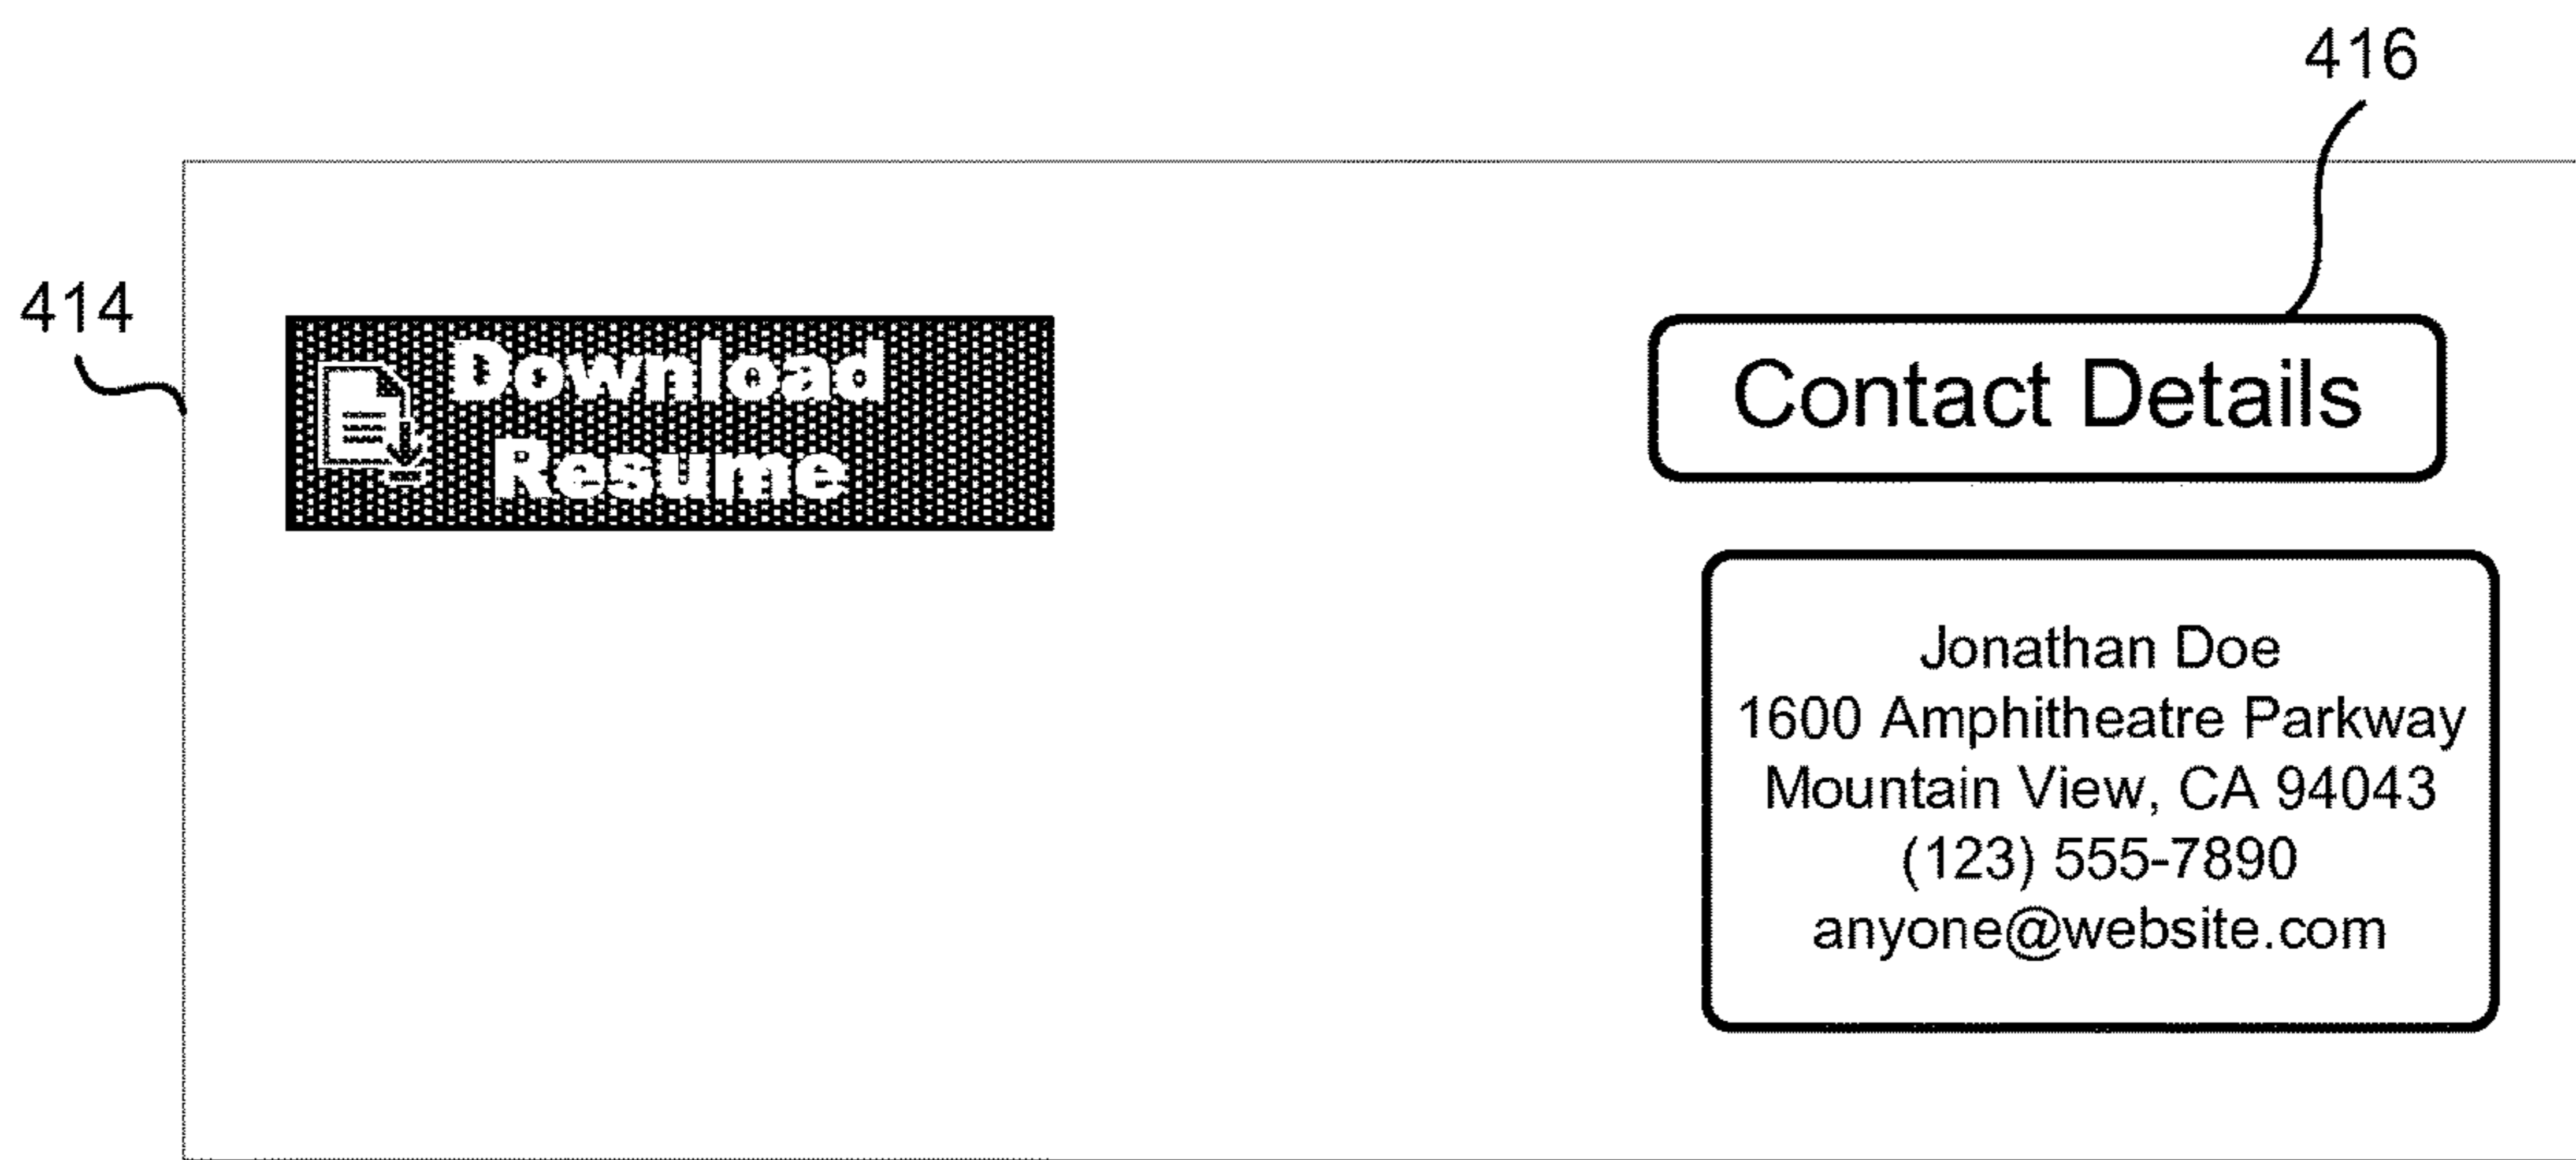 416
414
Download
Resume
Contact Details
Jonathan Doe
1600 Amphitheatre Parkway
Mountain View, CA 94043
(123) 555-7890
anyone@website.com